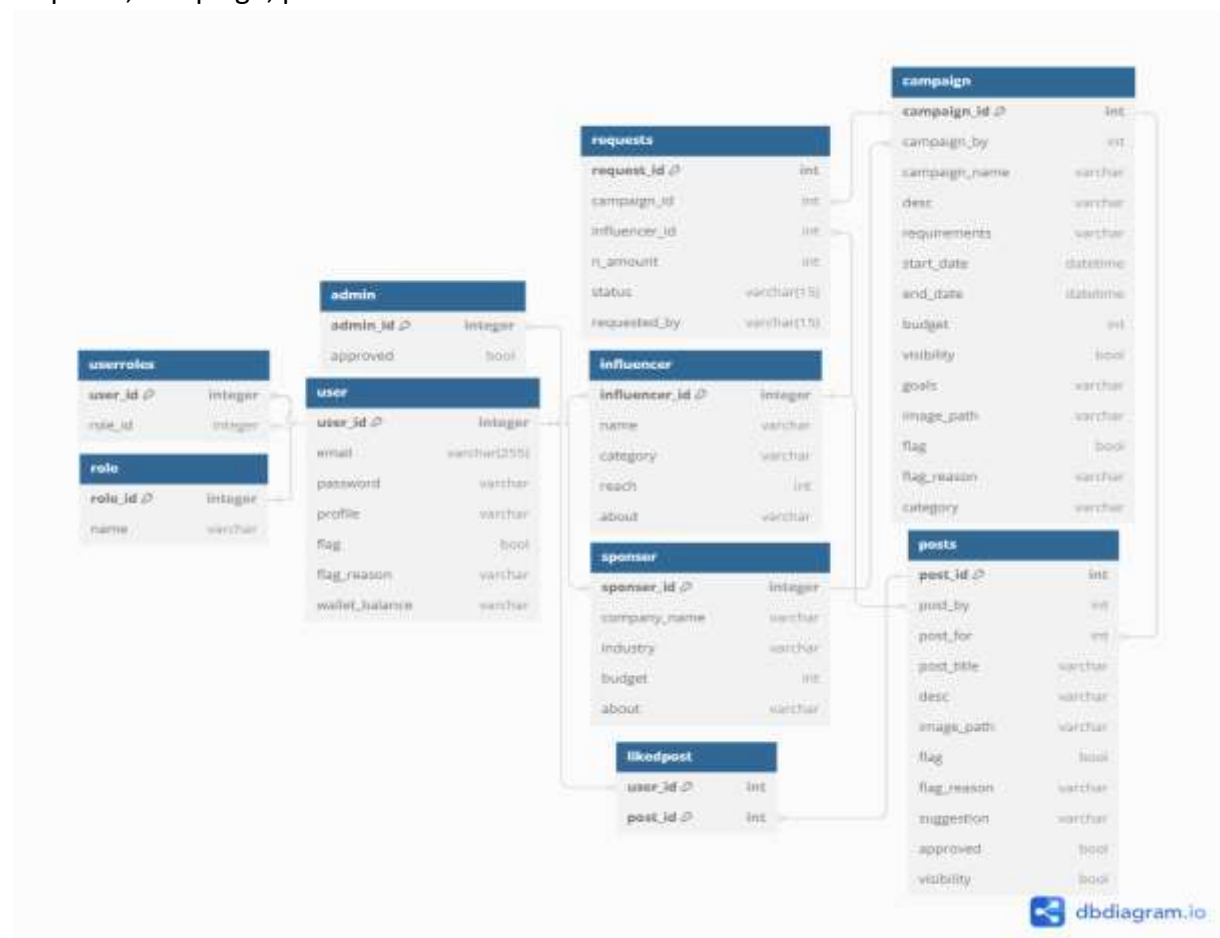 campaign
campaign_id int
campaign_by int
campaign_name varchar
desc varchar
requirements varchar
start_date datetime
end_date datetime
budget int
visibility bool
goals varchar
image_path varchar
flag bool
flag_reason varchar
category varchar
requests
request_id int
campaign_id int
influencer_id int
n_amount int
status varchar(15)
requested_by varchar(15)
admin
admin_id integer
approved bool
userroles
user_id integer
role_id integer
role
role_id integer
name varchar
user
user_id integer
email varchar(255)
password varchar
profile varchar
flag bool
flag_reason varchar
wallet_balance varchar
influencer
influencer_id integer
name varchar
category varchar
reach int
about varchar
sponser
sponser_id integer
company_name varchar
industry varchar
budget int
about varchar
posts
post_id int
post_by int
post_for int
post_title varchar
desc varchar
image_path varchar
flag bool
flag_reason varchar
suggestion varchar
approved bool
visibility bool
likedpost
user_id int
post_id int
dbdiagram.io